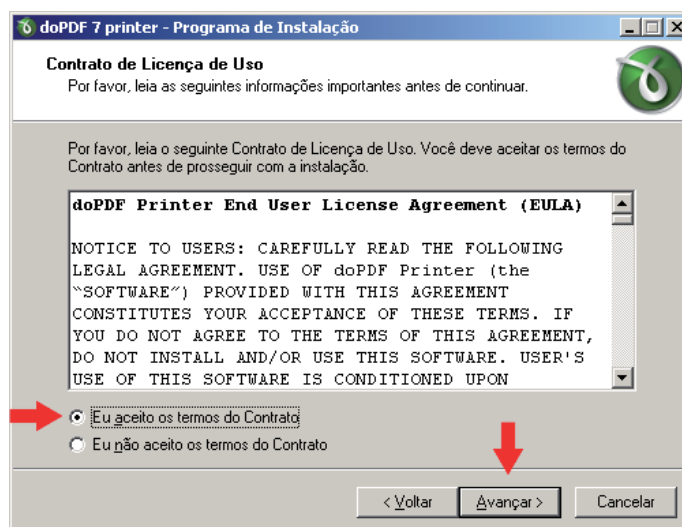 doPDF 7 printer - Programa de Instalação
Contrato de Licença de Uso
Por favor, leia as seguintes informações importantes antes de continuar.
Por favor, leia o seguinte Contrato de Licença de Uso. Você deve aceitar os termos do
Contrato antes de prosseguir com a instalação.
doPDF Printer End User License Agreement (EULA)
NOTICE TO USERS: CAREFULLY READ THE FOLLOWING
LEGAL AGREEMENT. USE OF doPDF Printer (the
“SOFTWARE”) PROVIDED WITH THIS AGREEMENT
CONSTITUTES YOUR ACCEPTANCE OF THESE TERMS. IF
YOU DO NOT AGREE TO THE TERMS OF THIS AGREEMENT,
DO NOT INSTALL AND/OR USE THIS SOFTWARE. USER'S
USE OF THIS SOFTWARE IS CONDITIONED UPON
Eu aceito os termos do Contrato
Eu não aceito os termos do Contrato
< Voltar Avançar > Cancelar